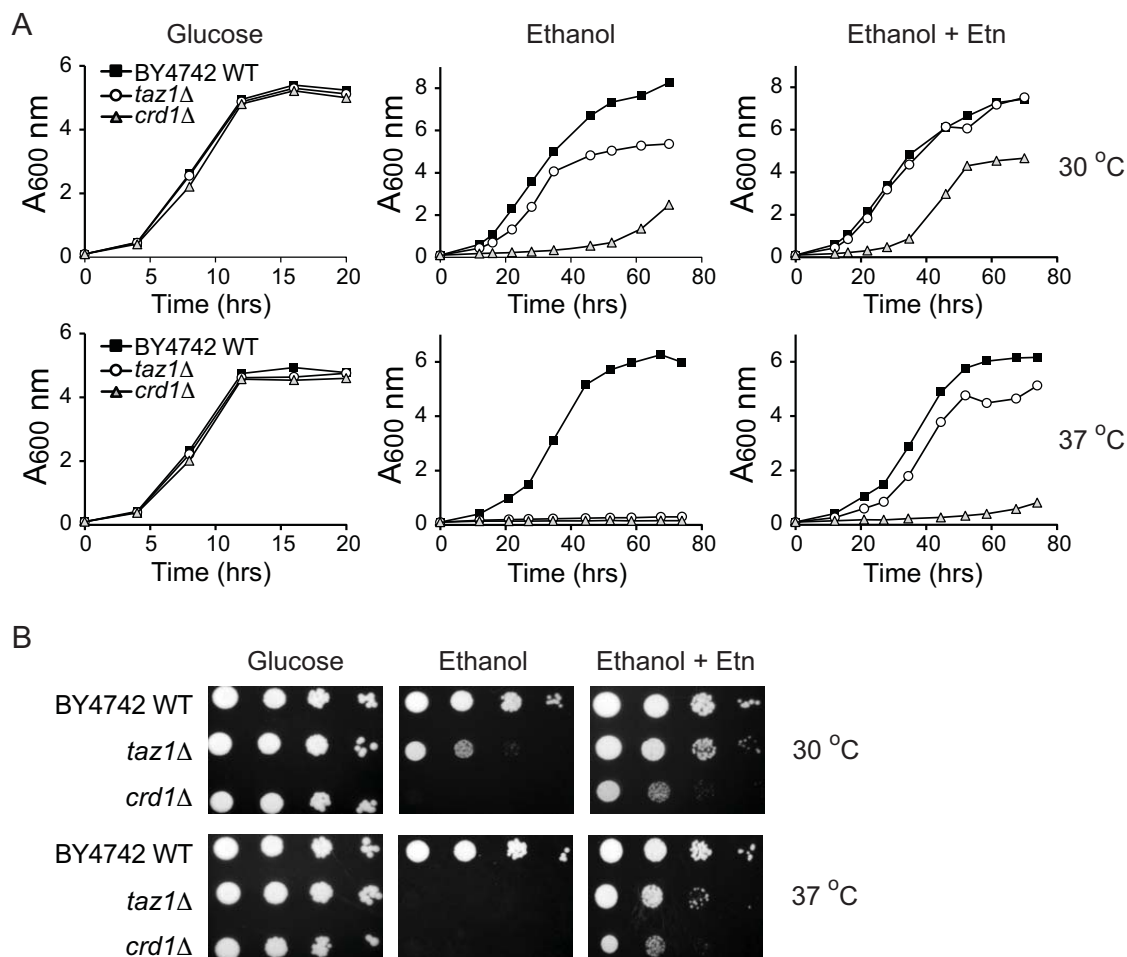 A
Glucose
Ethanol
Ethanol + Etn
6
4
2
0
A600 nm
BY4742 WT
taz1Δ
crd1Δ
0 5 10 15 20
Time (hrs)
8
6
4
2
0
A600 nm
0 20 40 60 80
Time (hrs)
8
6
4
2
0
A600 nm
0 20 40 60 80
Time (hrs)
30 °C
6
4
2
0
A600 nm
BY4742 WT
taz1Δ
crd1Δ
0 5 10 15 20
Time (hrs)
6
4
2
0
A600 nm
0 20 40 60 80
Time (hrs)
6
4
2
0
A600 nm
0 20 40 60 80
Time (hrs)
37 °C
B
Glucose
Ethanol
Ethanol + Etn
BY4742 WT
taz1Δ
crd1Δ
30 °C
BY4742 WT
taz1Δ
crd1Δ
37 °C